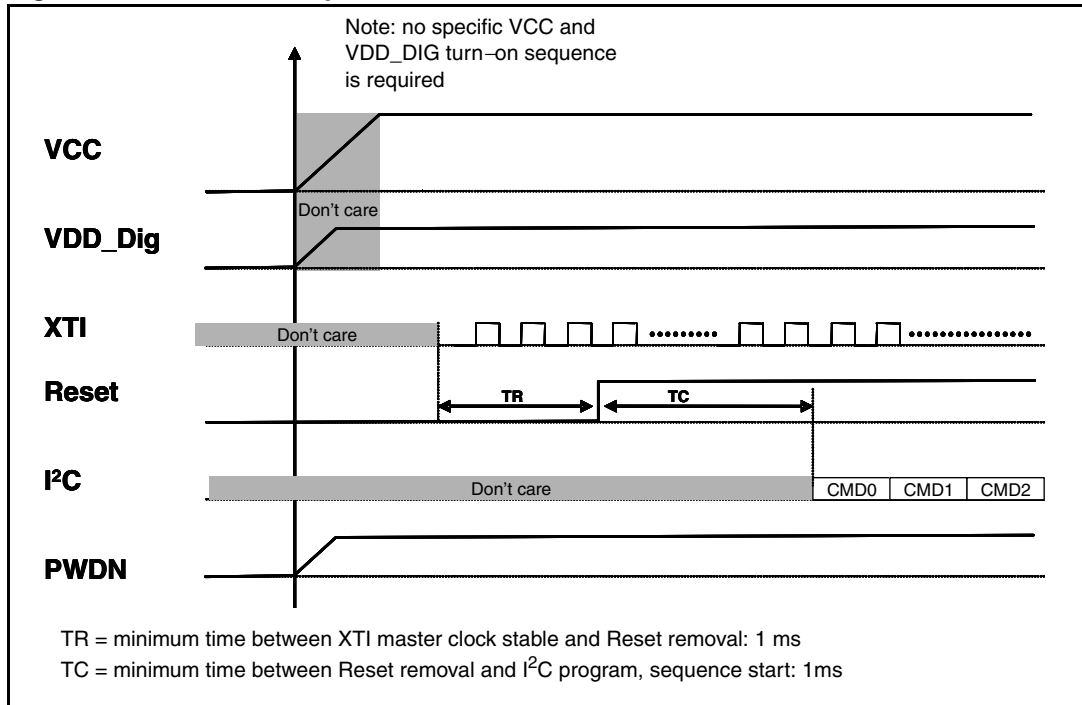 Note: no specific VCC and
VDD_DIG turn–on sequence
is required
VCC
Don't care
VDD_Dig
XTI
Don't care
Reset
TR
TC
I²C
Don't care
CMD0
CMD1
CMD2
PWDN
TR = minimum time between XTI master clock stable and Reset removal: 1 ms
TC = minimum time between Reset removal and I²C program, sequence start: 1ms